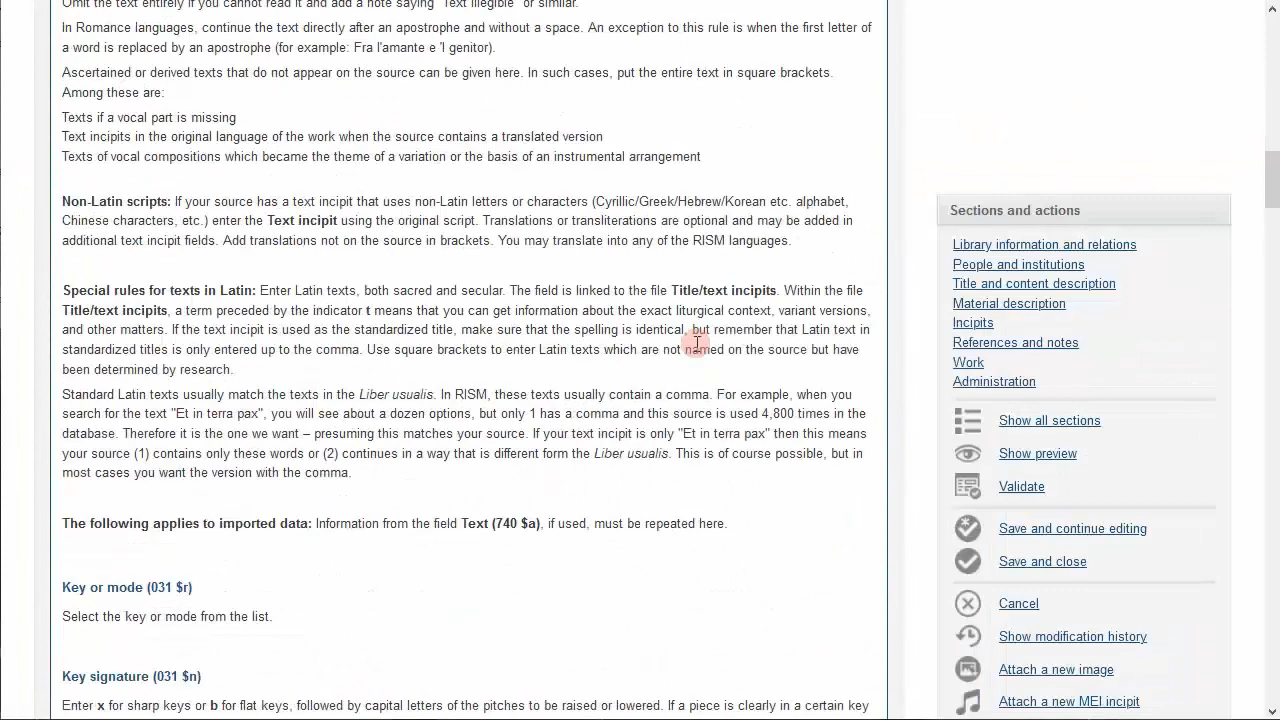 Omit the text entirely if you cannot read it and add a note saying "Text illegible" or similar.
In Romance languages, continue the text directly after an apostrophe and without a space. An exception to this rule is when the first letter of
a word is replaced by an apostrophe (for example: Fra l'amante e 'l genitor).
Ascertained or derived texts that do not appear on the source can be given here. In such cases, put the entire text in square brackets.
Among these are:
Texts if a vocal part is missing
Text incipits in the original language of the work when the source contains a translated version
Texts of vocal compositions which became the theme of a variation or the basis of an instrumental arrangement
Non-Latin scripts: If your source has a text incipit that uses non-Latin letters or characters (Cyrillic/Greek/Hebrew/Korean etc. alphabet,
Chinese characters, etc.) enter the Text incipit using the original script. Translations or transliterations are optional and may be added in
additional text incipit fields. Add translations not on the source in brackets. You may translate into any of the RISM languages.
Special rules for texts in Latin: Enter Latin texts, both sacred and secular. The field is linked to the file Title/text incipits. Within the file
Title/text incipits, a term preceded by the indicator t means that you can get information about the exact liturgical context, variant versions,
and other matters. If the text incipit is used as the standardized title, make sure that the spelling is identical, but remember that Latin text in
standardized titles is only entered up to the comma. Use square brackets to enter Latin texts which are not named on the source but have
been determined by research.
Standard Latin texts usually match the texts in the Liber usualis. In RISM, these texts usually contain a comma. For example, when you
search for the text "Et in terra pax", you will see about a dozen options, but only 1 has a comma and this source is used 4,800 times in the
database. Therefore it is the one we want – presuming this matches your source. If your text incipit is only "Et in terra pax" then this means
your source (1) contains only these words or (2) continues in a way that is different form the Liber usualis. This is of course possible, but in
most cases you want the version with the comma.
The following applies to imported data: Information from the field Text (740 $a), if used, must be repeated here.
Key or mode (031 $r)
Select the key or mode from the list.
Key signature (031 $n)
Enter x for sharp keys or b for flat keys, followed by capital letters of the pitches to be raised or lowered. If a piece is clearly in a certain key
Sections and actions
Library information and relations
People and institutions
Title and content description
Material description
Incipits
References and notes
Work
Administration
Show all sections
Show preview
Validate
Save and continue editing
Save and close
Cancel
Show modification history
Attach a new image
Attach a new MEI incipit